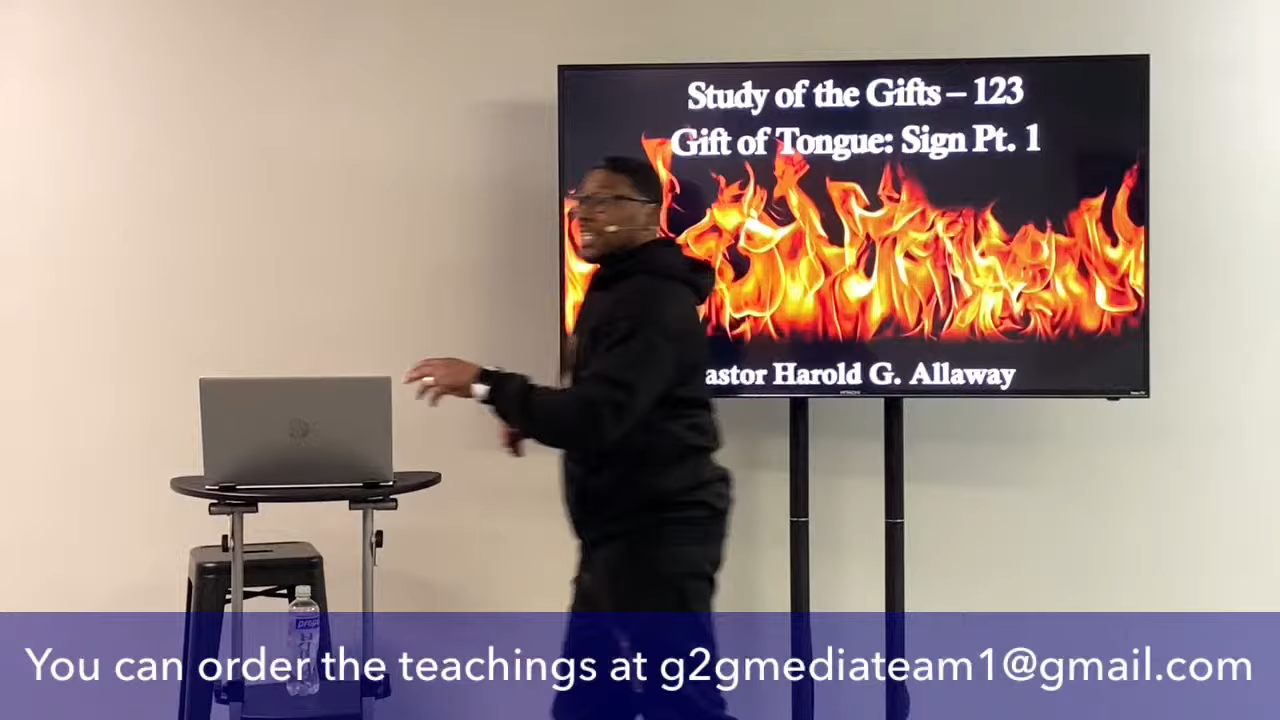 Study of the Gifts – 123
Gift of Tongue: Sign Pt. 1
astor Harold G. Allaway
HITACHI
You can order the teachings at g2gmediateam1@gmail.com